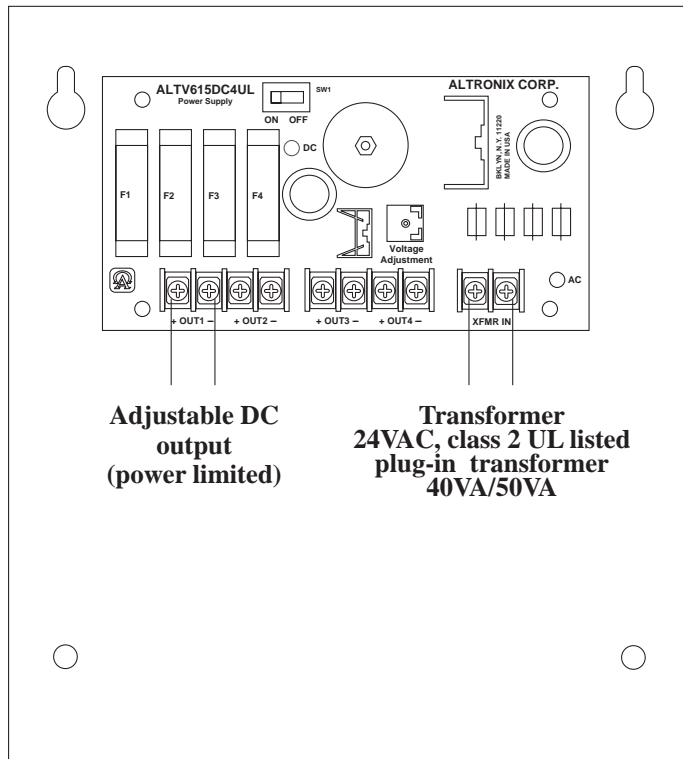 ALTV615DC4UL
Power Supply
SW1
ON OFF
ALTRONIX CORP.
BKLYN, N.Y. 11220
MADE IN USA
DC
F1
F2
F3
F4
Voltage
Adjustment
AC
+ OUT1 –
+ OUT2 –
+ OUT3 –
+ OUT4 –
XFMR IN
Adjustable DC
output
(power limited)
Transformer
24VAC, class 2 UL listed
plug-in transformer
40VA/50VA